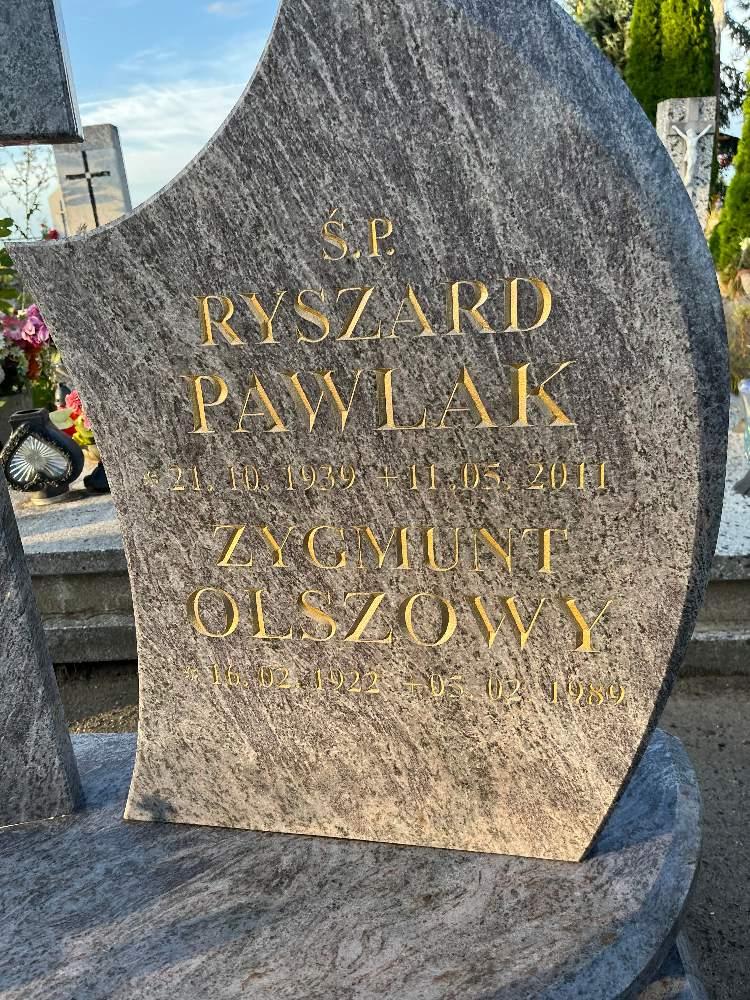 Ś.P.
RYSZARD
PAWLAK
* 21. 10. 1939 + 11. 05. 2011
ZYGMUNT
OLSZOWY
* 16. 02. 1922 + 05. 02. 1989